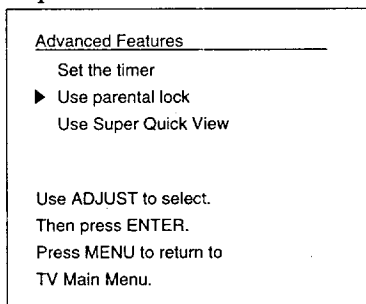 Advanced Features
Set the timer
▶ Use parental lock
Use Super Quick View
Use ADJUST to select.
Then press ENTER.
Press MENU to return to
TV Main Menu.